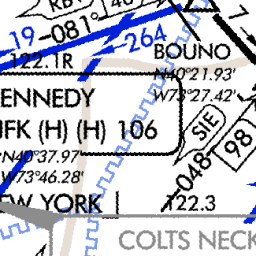 19 081°
264
122.1R
BOUNO
N40°21.93'
W73°27.42'
ENNEDY
JFK (H) (H) 106
N40°37.97'
W73°46.28'
SIE
048
98
EW YORK
122.3
COLTS NECK